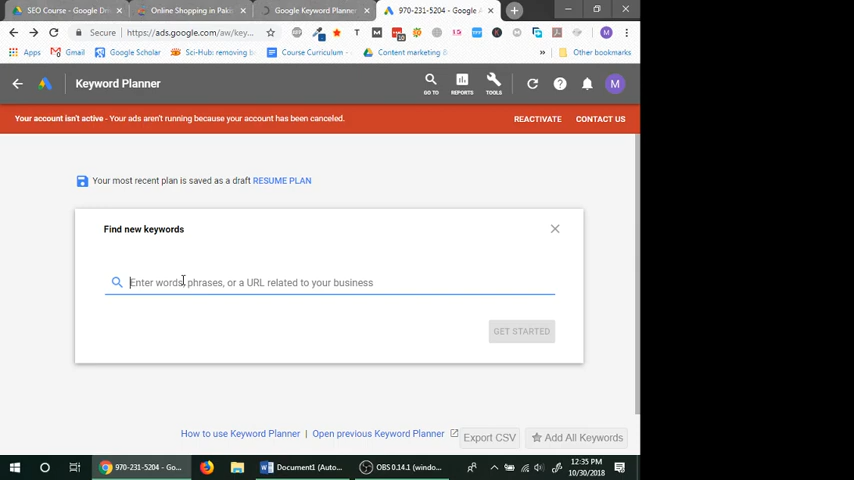 SEO Course - Google Dri
Online Shopping in Paki
Google Keyword Planner
970-231-5204 - Google A
Secure
https://ads.google.com/aw/key...
Apps
Gmail
Google Scholar
Sci-Hub: removing b
Course Curriculum -
Content marketing E
Other bookmarks
Keyword Planner
GO TO
REPORTS
TOOLS
M
Your account isn't active - Your ads aren't running because your account has been canceled.
REACTIVATE
CONTACT US
Your most recent plan is saved as a draft RESUME PLAN
Find new keywords
Enter words, phrases, or a URL related to your business
GET STARTED
How to use Keyword Planner
Open previous Keyword Planner
Export CSV
Add All Keywords
970-231-5204 - Go...
Document1 (Auto...
OBS 0.14.1 (windo...
12:35 PM
10/30/2018